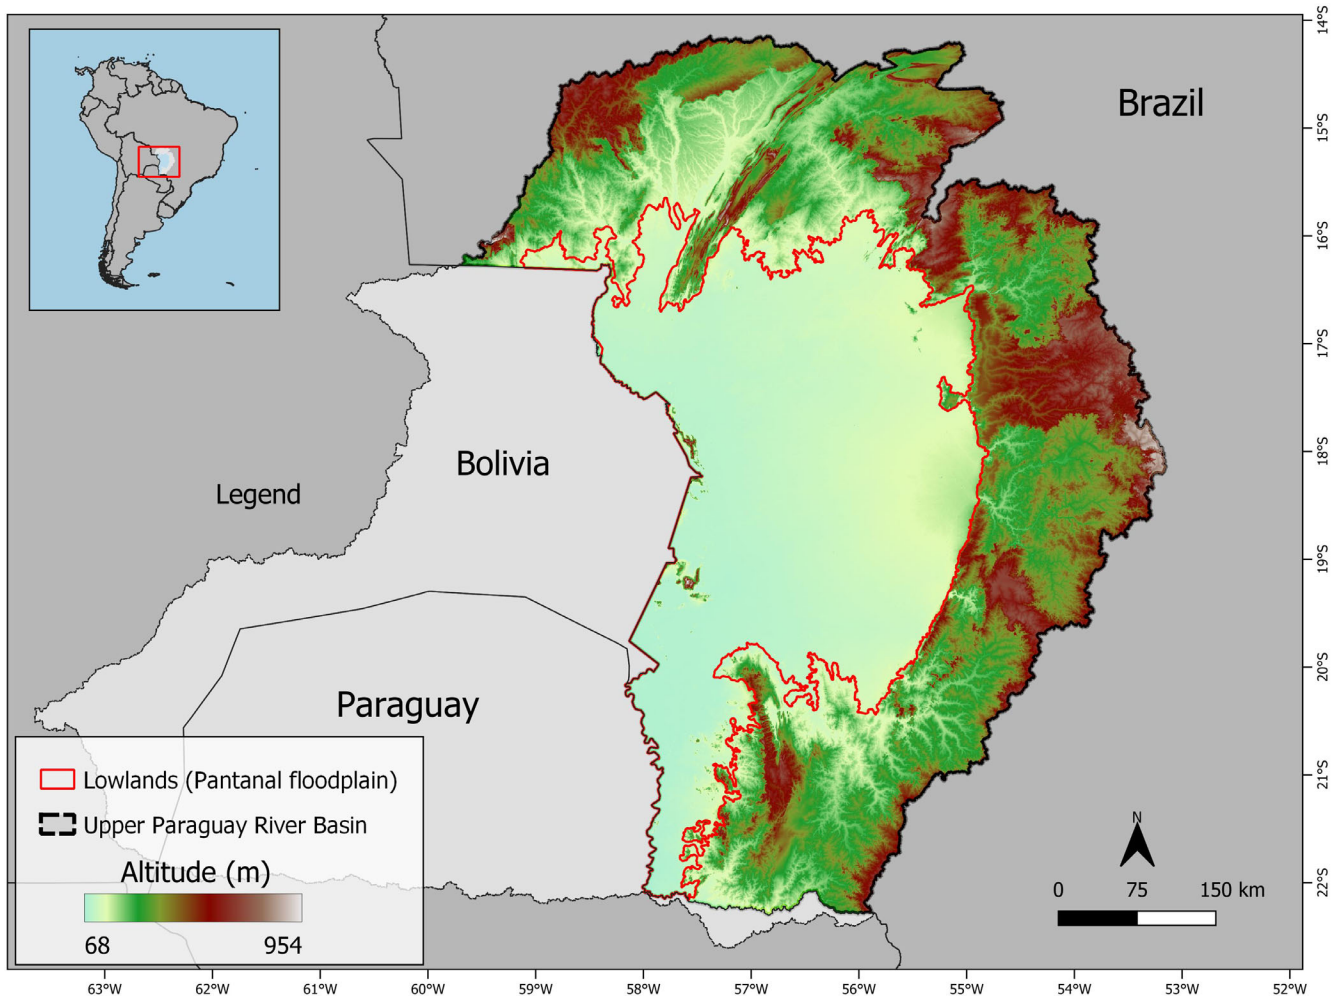 Brazil
Bolivia
Legend
Paraguay
Lowlands (Pantanal floodplain)
Upper Paraguay River Basin
Altitude (m)
68 954
N
0 75 150 km
14°S
15°S
16°S
17°S
18°S
19°S
20°S
21°S
22°S
63°W 62°W 61°W 60°W 59°W 58°W 57°W 56°W 55°W 54°W 53°W 52°W